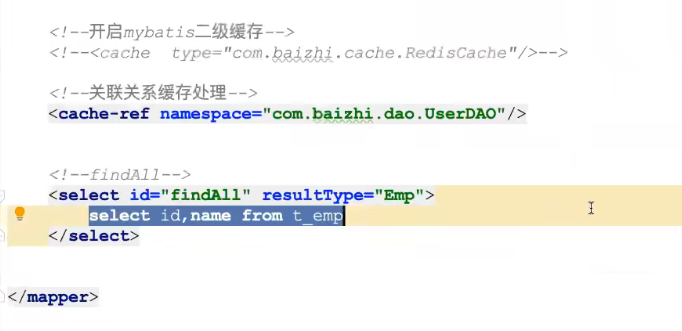 <!--开启mybatis二级缓存-->
<!--<cache  type="com.baizhi.cache.RedisCache"/>-->
<!--关联关系缓存处理-->
<cache-ref namespace="com.baizhi.dao.UserDAO"/>
<!--findAll-->
<select id="findAll" resultType="Emp">
select id,name from t_emp
</select>
</mapper>